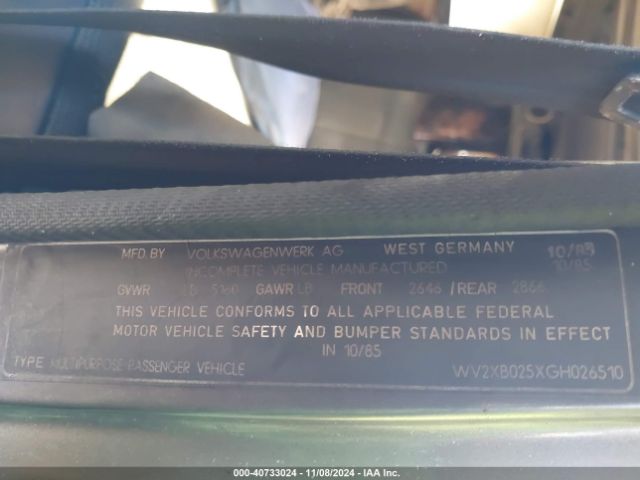 MFD.BY VOLKSWAGENWERK AG WEST GERMANY 10/85
INCOMPLETE VEHICLE MANUFACTURED 10/85
GVWR LB 5160 GAWR LB FRONT 2646 /REAR 2866
THIS VEHICLE CONFORMS TO ALL APPLICABLE FEDERAL
MOTOR VEHICLE SAFETY AND BUMPER STANDARDS IN EFFECT
IN 10/85
TYPE MULTIPURPOSE-PASSENGER VEHICLE WV2XB025XGH026510
000-40733024 - 11/08/2024 - IAA Inc.